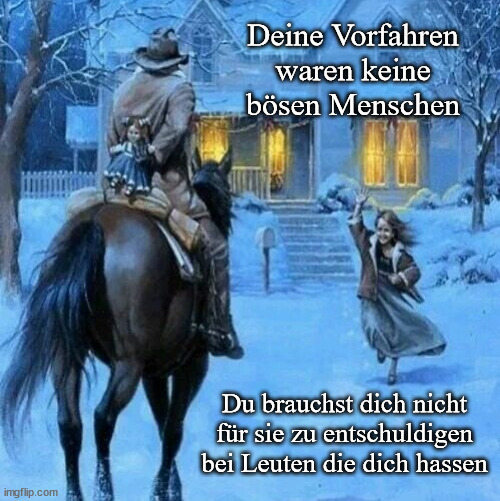 Deine Vorfahren
waren keine
bösen Menschen
Du brauchst dich nicht
für sie zu entschuldigen
bei Leuten die dich hassen
imgflip.com